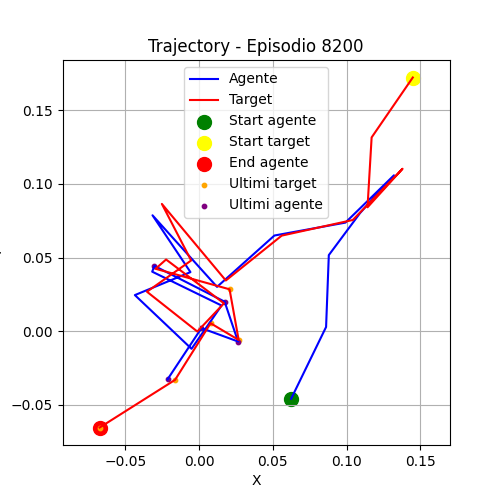 Trajectory - Episodio 8200
Agente
Target
Start agente
Start target
End agente
Ultimi target
Ultimi agente
0.15
0.10
0.05
0.00
−0.05
−0.05
0.00
0.05
0.10
0.15
X